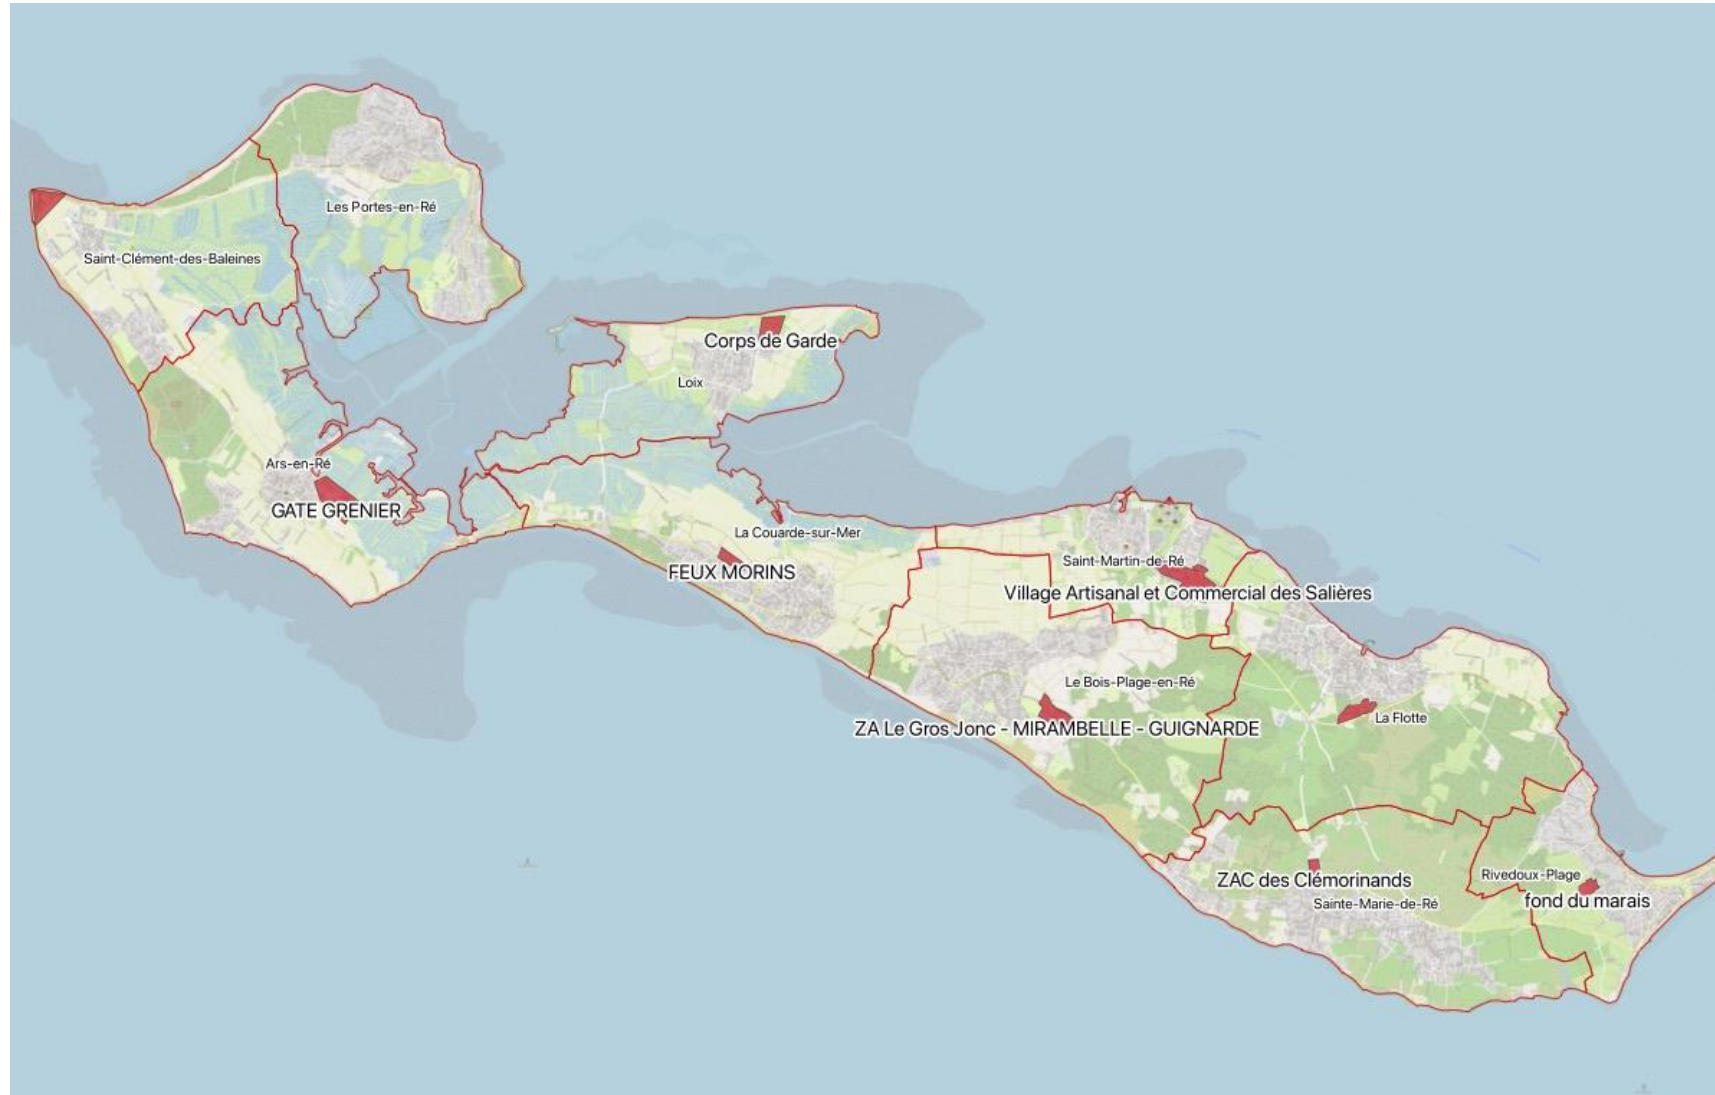 Les Portes-en-Ré
Saint-Clément-des-Baleines
Corps de Garde
Loix
Ars-en-Ré
GATE GRENIER
La Couarde-sur-Mer
FEUX MORINS
Saint-Martin-de-Ré
Village Artisanal et Commercial des Salières
Le Bois-Plage-en-Ré
La Flotte
ZA Le Gros Jonc - MIRAMBELLE - GUIGNARDE
Rivedoux-Plage
ZAC des Clémorinands
fond du marais
Sainte-Marie-de-Ré